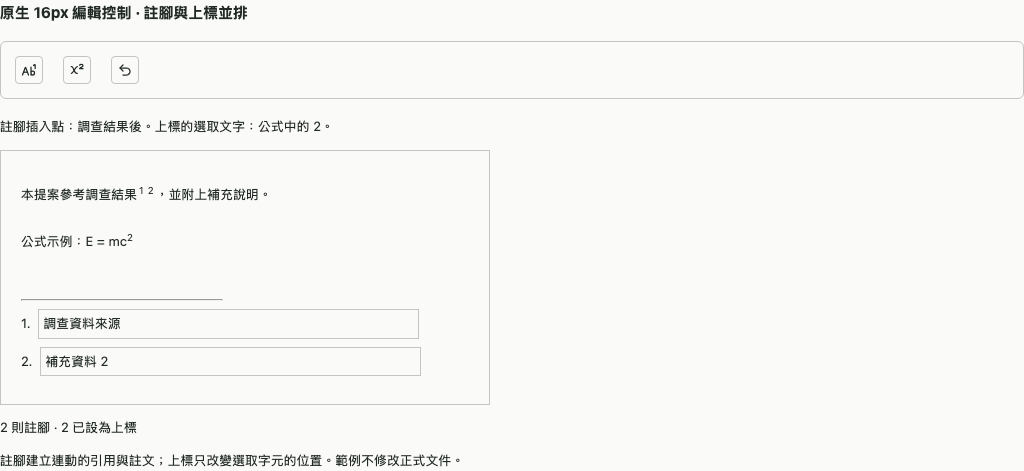 原生 16px 編輯控制 · 註腳與上標並排
Ab¹ X²
註腳插入點：調查結果後。上標的選取文字：公式中的 2。
本提案參考調查結果¹ ²，並附上補充說明。
公式示例：E = mc²
1. 調查資料來源
2. 補充資料 2
2 則註腳 · 2 已設為上標
註腳建立連動的引用與註文；上標只改變選取字元的位置。範例不修改正式文件。